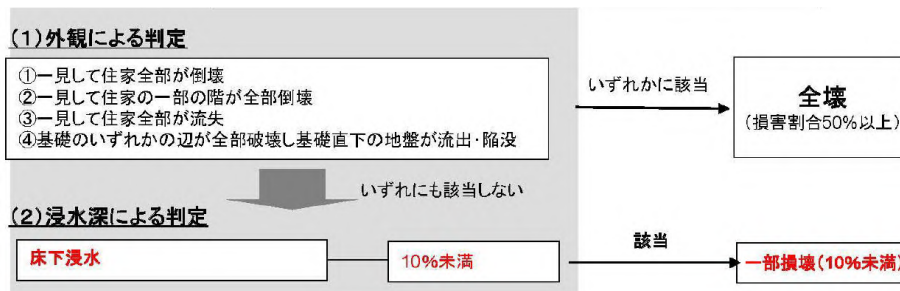 (1)外観による判定
①一見して住家全部が倒壊
②一見して住家の一部の階が全部倒壊
③一見して住家全部が流失
④基礎のいずれかの辺が全部破壊し基礎直下の地盤が流出・陥没
いずれかに該当
全壊
(損害割合50%以上)
いずれにも該当しない
(2)浸水深による判定
床下浸水
10%未満
該当
一部損壊(10%未満)